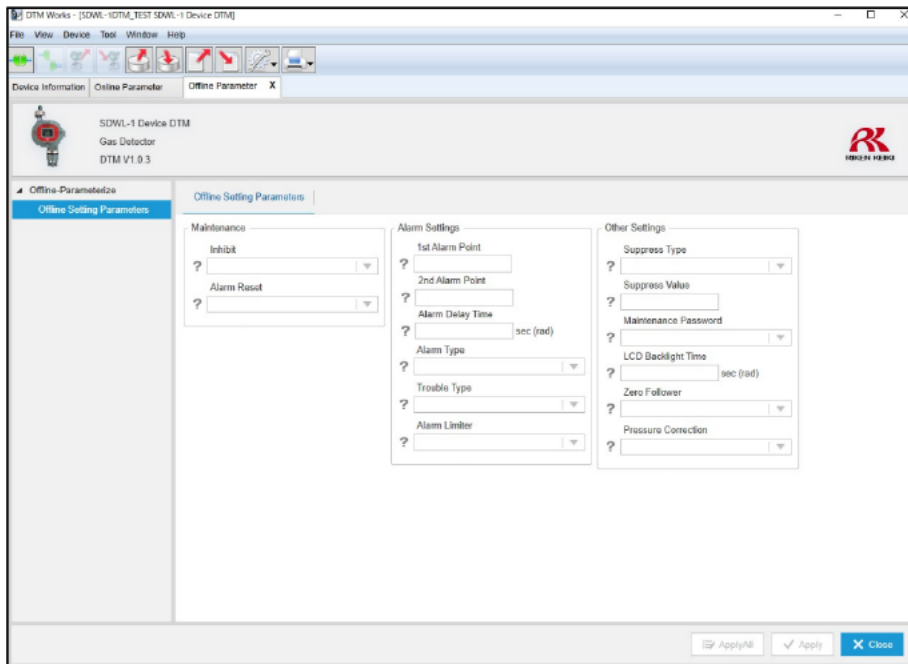 DTM Works - [SDWL-1DTM_TEST SDWL-1 Device DTM]
File View Device Tool Window Help
Device Information Online Parameter Offline Parameter X
SDWL-1 Device DTM
Gas Detector
DTM V1.0.3
RIKEN KEIKI
Offline-Parameterize
Offline Setting Parameters
Offline Setting Parameters
Maintenance
Inhibit
?
Alarm Reset
?
Alarm Settings
1st Alarm Point
?
2nd Alarm Point
?
Alarm Delay Time
? sec (rad)
Alarm Type
?
Trouble Type
?
Alarm Limiter
?
Other Settings
Suppress Type
?
Suppress Value
?
Maintenance Password
?
LCD Backlight Time
? sec (rad)
Zero Follower
?
Pressure Correction
?
ApplyAll Apply X Close